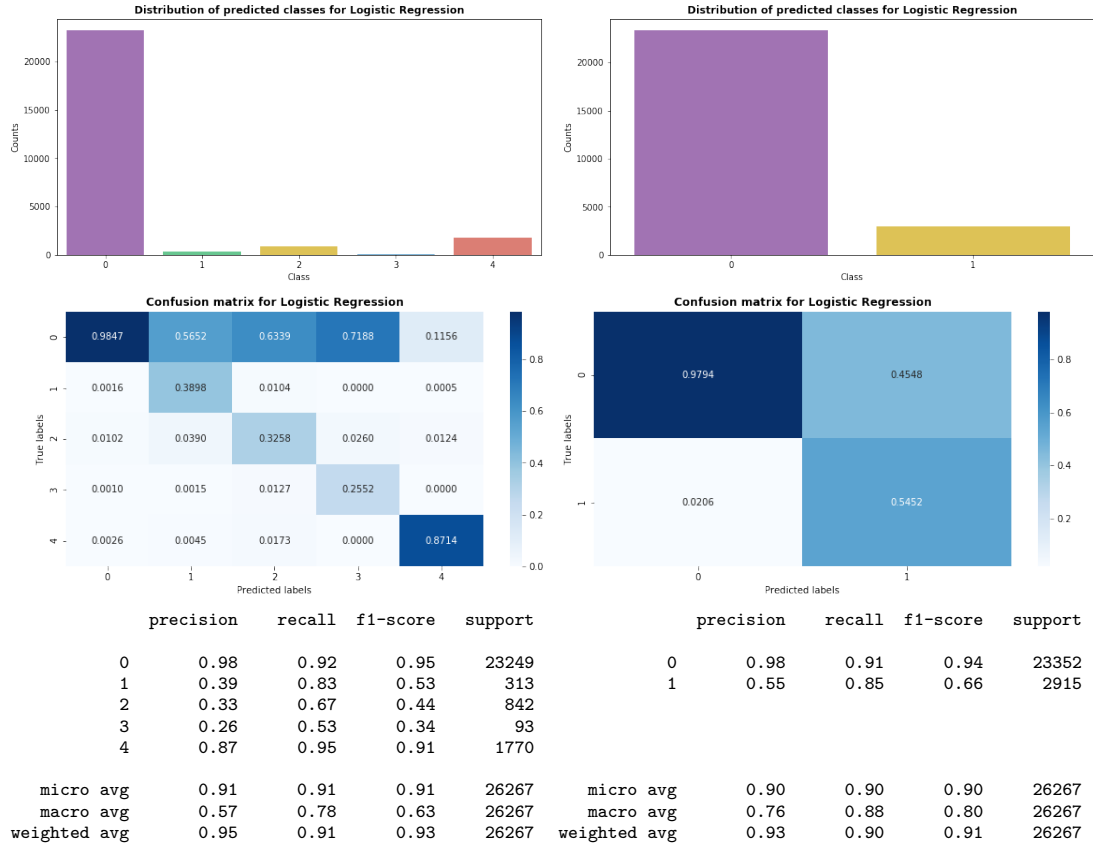 Distribution of predicted classes for Logistic Regression
Counts
20000
15000
10000
5000
0
0 1 2 3 4
Class
Distribution of predicted classes for Logistic Regression
Counts
20000
15000
10000
5000
0
0 1
Class
Confusion matrix for Logistic Regression
True labels
0 0.9847 0.5652 0.6339 0.7188 0.1156
1 0.0016 0.3898 0.0104 0.0000 0.0005
2 0.0102 0.0390 0.3258 0.0260 0.0124
3 0.0010 0.0015 0.0127 0.2552 0.0000
4 0.0026 0.0045 0.0173 0.0000 0.8714
0 1 2 3 4
Predicted labels
0.8
0.6
0.4
0.2
0.0
Confusion matrix for Logistic Regression
True labels
0 0.9794 0.4548
1 0.0206 0.5452
0 1
Predicted labels
0.8
0.6
0.4
0.2
precision recall f1-score support
0 0.98 0.92 0.95 23249
1 0.39 0.83 0.53 313
2 0.33 0.67 0.44 842
3 0.26 0.53 0.34 93
4 0.87 0.95 0.91 1770
micro avg 0.91 0.91 0.91 26267
macro avg 0.57 0.78 0.63 26267
weighted avg 0.95 0.91 0.93 26267
precision recall f1-score support
0 0.98 0.91 0.94 23352
1 0.55 0.85 0.66 2915
micro avg 0.90 0.90 0.90 26267
macro avg 0.76 0.88 0.80 26267
weighted avg 0.93 0.90 0.91 26267